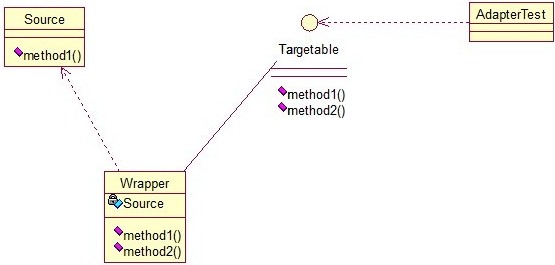 Source
method1()
Targetable
method1()
method2()
AdapterTest
Wrapper
Source
method1()
method2()